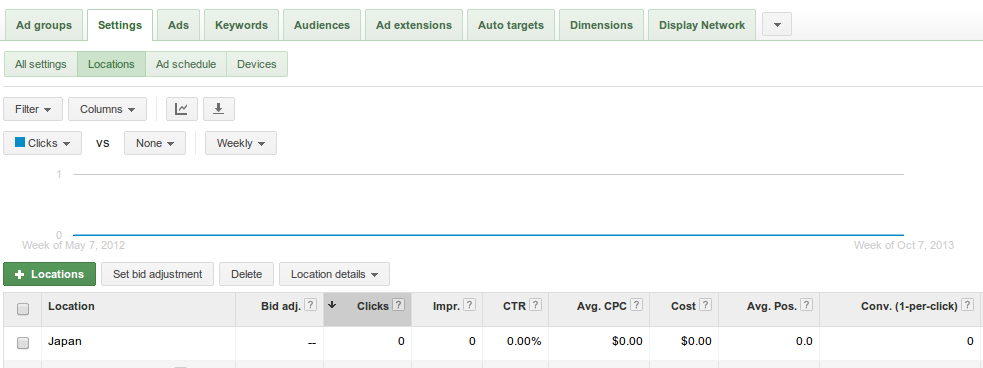 Ad groups Settings Ads Keywords Audiences Ad extensions Auto targets Dimensions Display Network
All settings Locations Ad schedule Devices
Filter Columns
Clicks VS None Weekly
1
0
Week of May 7, 2012 Week of Oct 7, 2013
+ Locations Set bid adjustment Delete Location details
Location Bid adj. ? Clicks ? Impr. ? CTR ? Avg. CPC ? Cost ? Avg. Pos. ? Conv. (1-per-click) ?
Japan -- 0 0 0.00% $0.00 $0.00 0.0 0